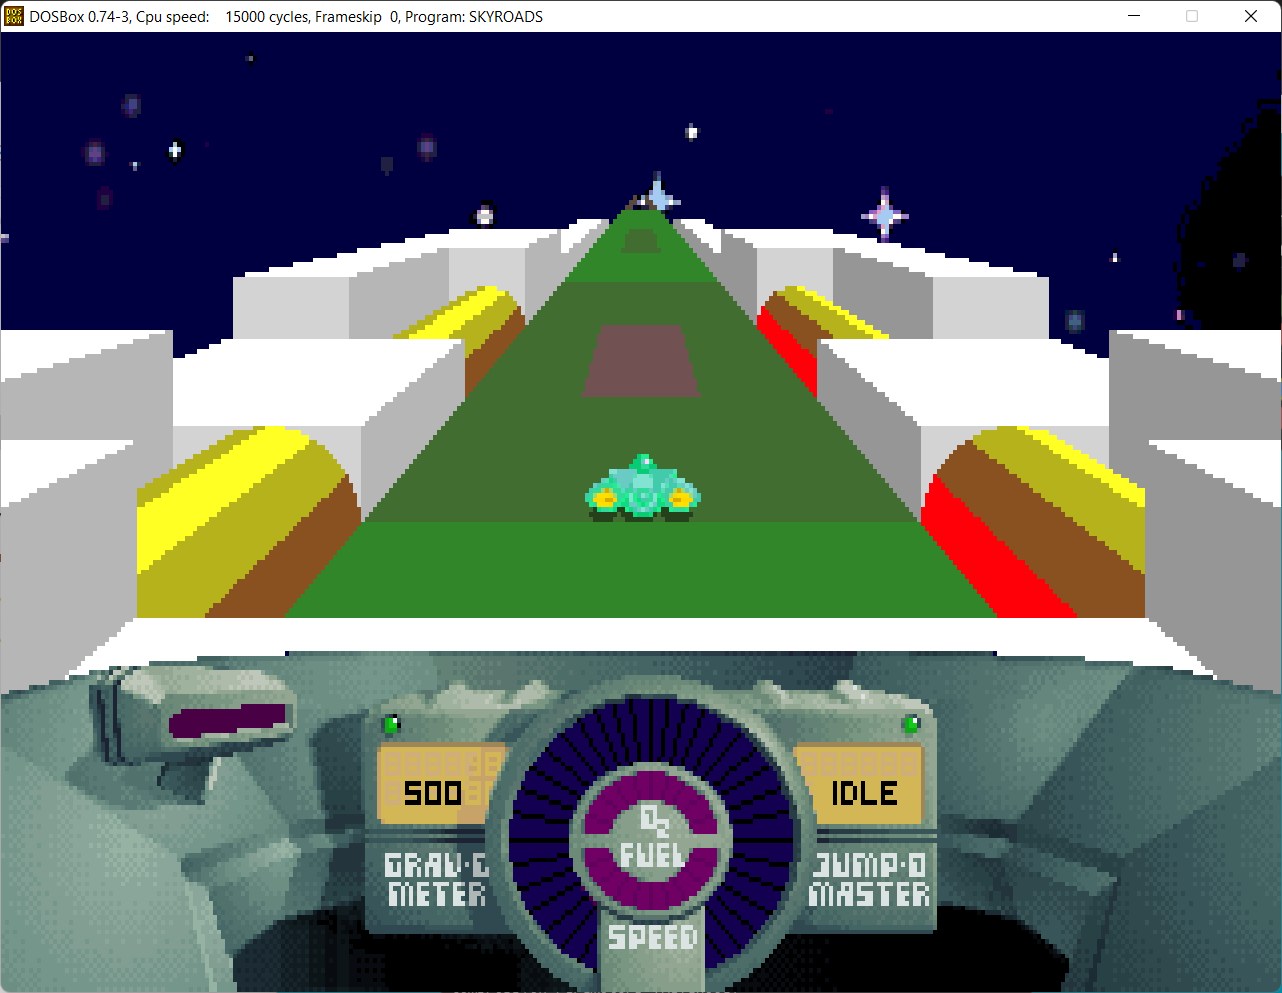 DOSBox 0.74-3, Cpu speed: 15000 cycles, Frameskip 0, Program: SKYROADS
500
IDLE
O2
FUEL
GRAV-G
METER
JUMP-O
MASTER
SPEED